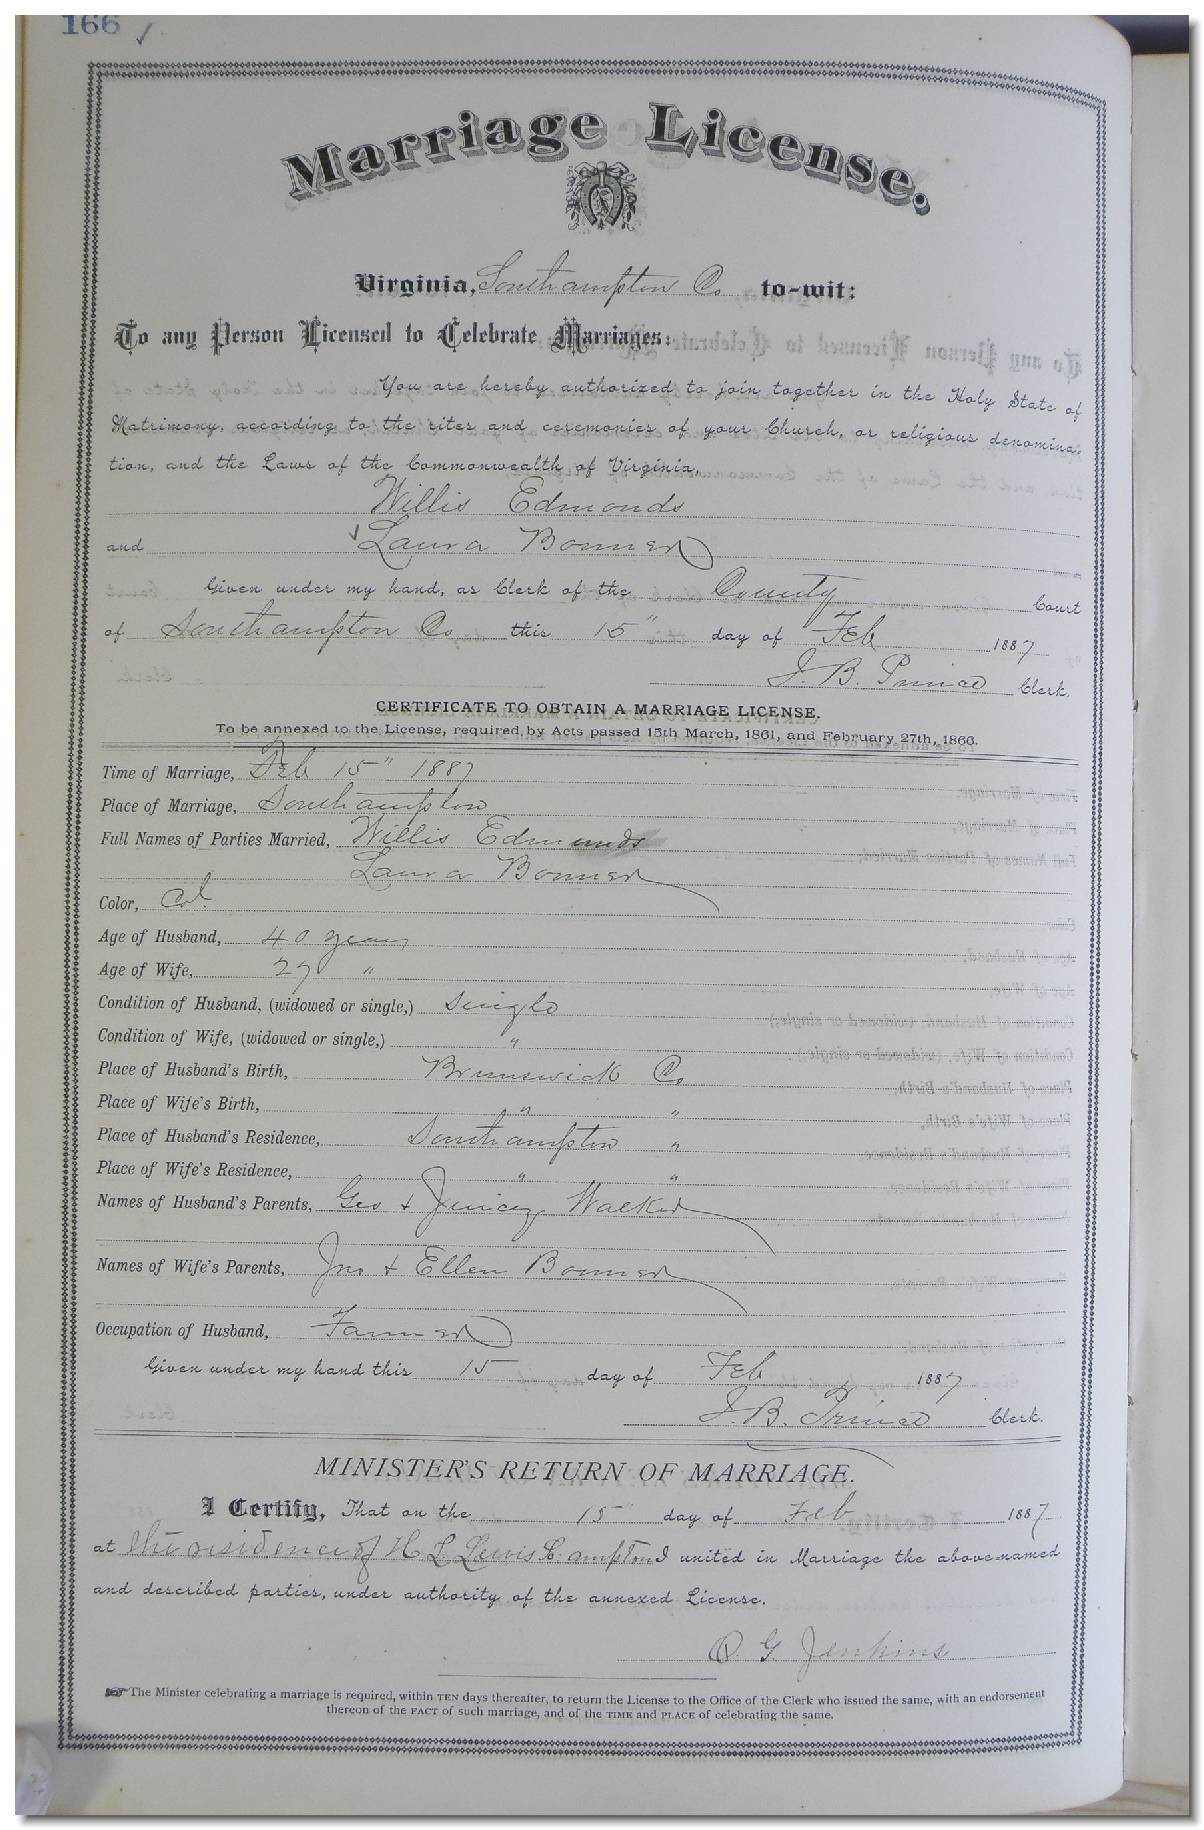 166 ✓
Marriage License.
Virginia, Southampton Co to-wit:
To any Person Licensed to Celebrate Marriages:
You are hereby authorized to join together in the Holy State of
Matrimony, according to the rites and ceremonies of your Church, or religious denomina-
tion, and the Laws of the Commonwealth of Virginia,
Willis Edmonds
and ✓ Laura Bonner
Given under my hand, as Clerk of the County Court
of Southampton Co this 15" day of Feb 1887
J. B. Prince Clerk.
CERTIFICATE TO OBTAIN A MARRIAGE LICENSE.
To be annexed to the License, required by Acts passed 15th March, 1861, and February 27th, 1866.
Time of Marriage, Feb 15" 1887
Place of Marriage, Southampton
Full Names of Parties Married, Willis Edmunds
Laura Bonner
Color, Col.
Age of Husband, 40 years
Age of Wife, 27 "
Condition of Husband, (widowed or single,) Single
Condition of Wife, (widowed or single,) "
Place of Husband's Birth, Brunswick Co
Place of Wife's Birth, " "
Place of Husband's Residence, Southampton "
Place of Wife's Residence, " "
Names of Husband's Parents, Geo + Walker
Names of Wife's Parents, Jno + Ellen Bonner
Occupation of Husband, Farmer
Given under my hand this 15 day of Feb 1887
J. B. Prince Clerk.
MINISTER'S RETURN OF MARRIAGE.
I Certify, That on the 15" day of Feb 1887
at the residence of H L Lewis S.ampton I united in Marriage the above-named
and described parties, under authority of the annexed License.
Q. G. Jenkins
The Minister celebrating a marriage is required, within TEN days thereafter, to return the License to the Office of the Clerk who issued the same, with an endorsement
thereon of the FACT of such marriage, and of the TIME and PLACE of celebrating the same.